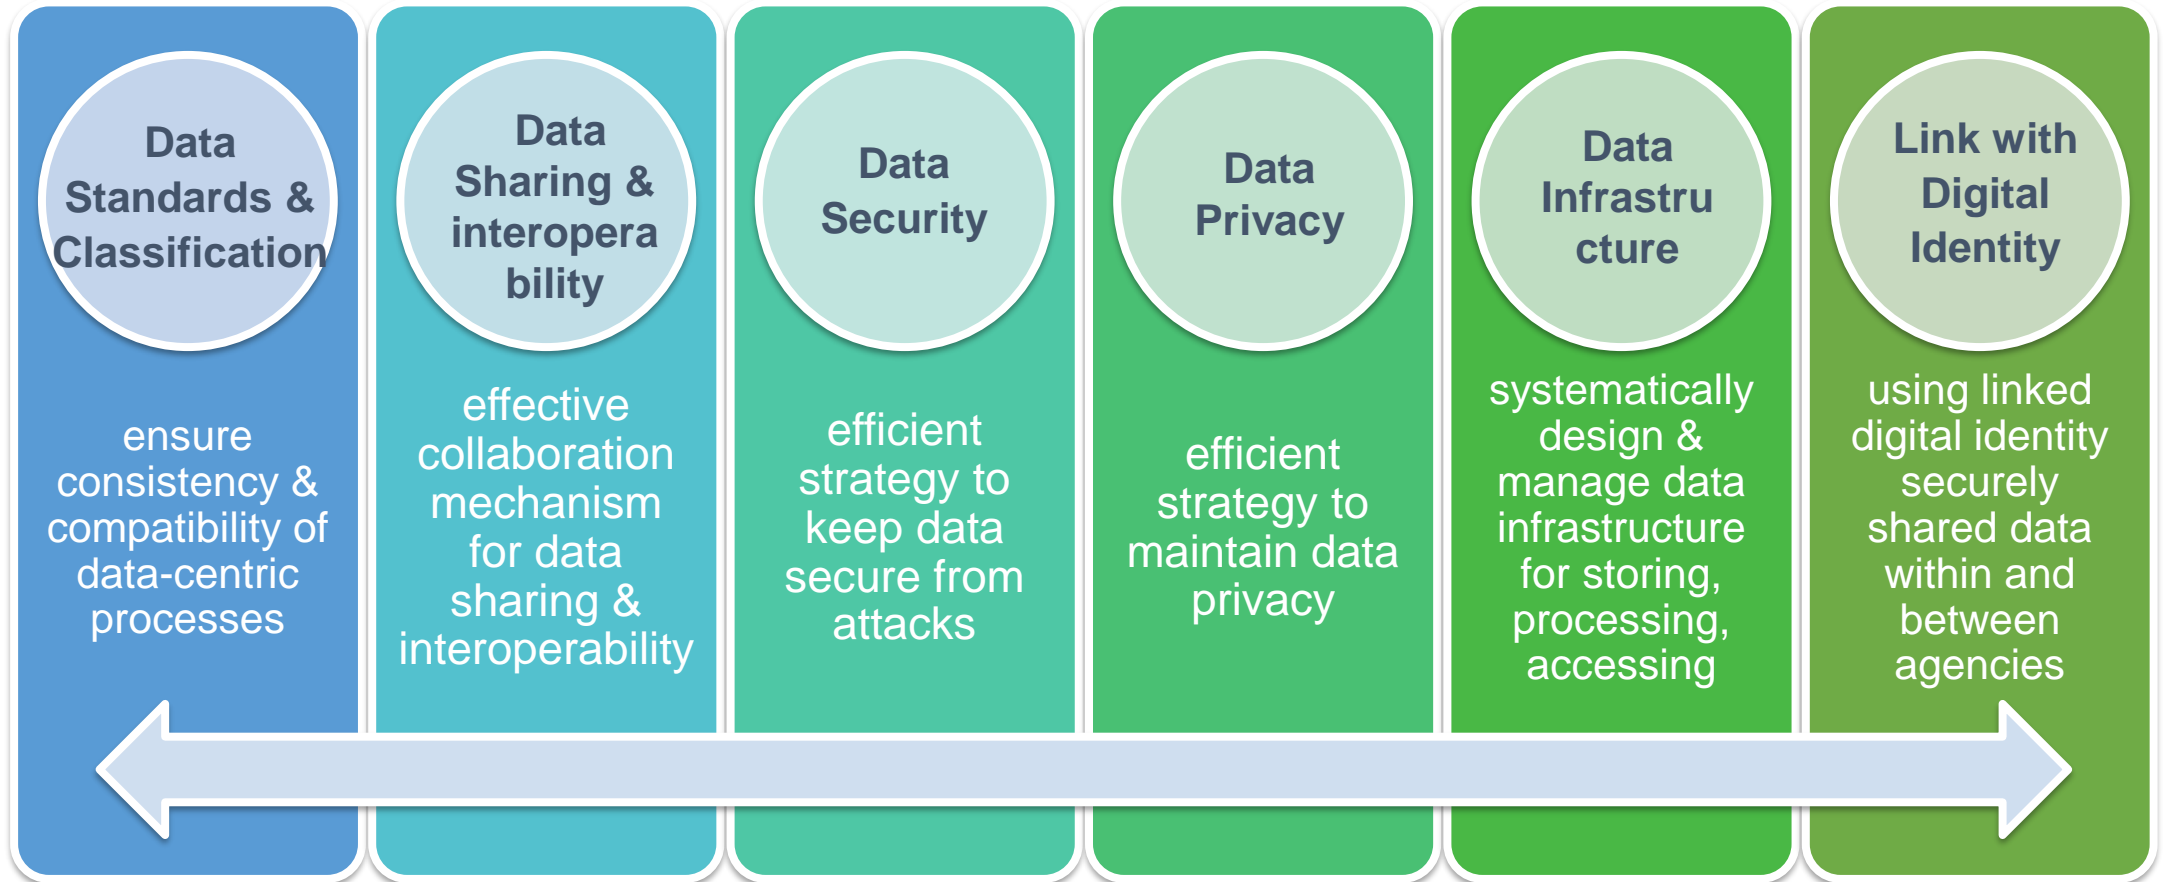 Data
Standards &
Classification
ensure
consistency &
compatibility of
data-centric
processes
Data
Sharing &
interopera
bility
effective
collaboration
mechanism
for data
sharing &
interoperability
Data
Security
efficient
strategy to
keep data
secure from
attacks
Data
Privacy
efficient
strategy to
maintain data
privacy
Data
Infrastru
cture
systematically
design &
manage data
infrastructure
for storing,
processing,
accessing
Link with
Digital
Identity
using linked
digital identity
securely
shared data
within and
between
agencies